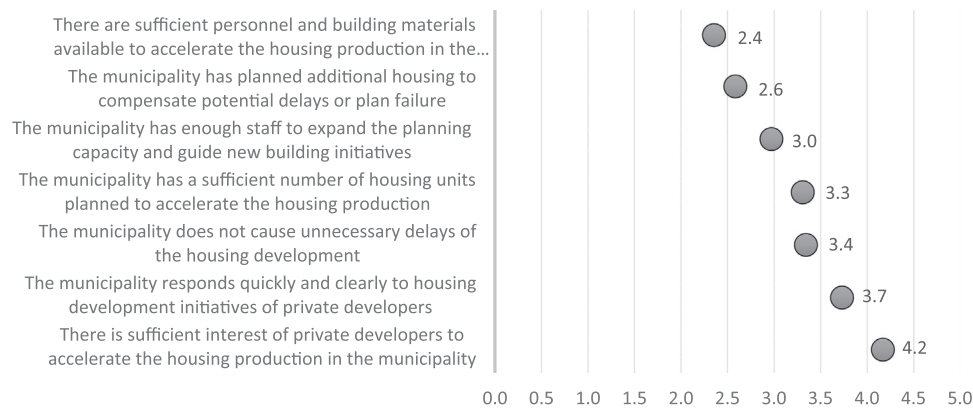 There are sufficient personnel and building materials
available to accelerate the housing production in the...
2.4
The municipality has planned additional housing to
compensate potential delays or plan failure
2.6
The municipality has enough staff to expand the planning
capacity and guide new building initiatives
3.0
The municipality has a sufficient number of housing units
planned to accelerate the housing production
3.3
The municipality does not cause unnecessary delays of
the housing development
3.4
The municipality responds quickly and clearly to housing
development initiatives of private developers
3.7
There is sufficient interest of private developers to
accelerate the housing production in the municipality
4.2
0.0 0.5 1.0 1.5 2.0 2.5 3.0 3.5 4.0 4.5 5.0